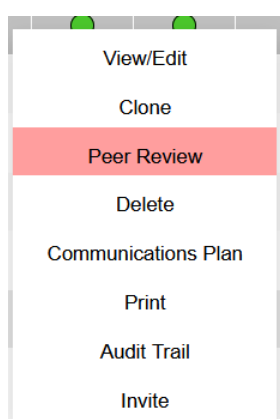 View/Edit
Clone
Peer Review
Delete
Communications Plan
Print
Audit Trail
Invite